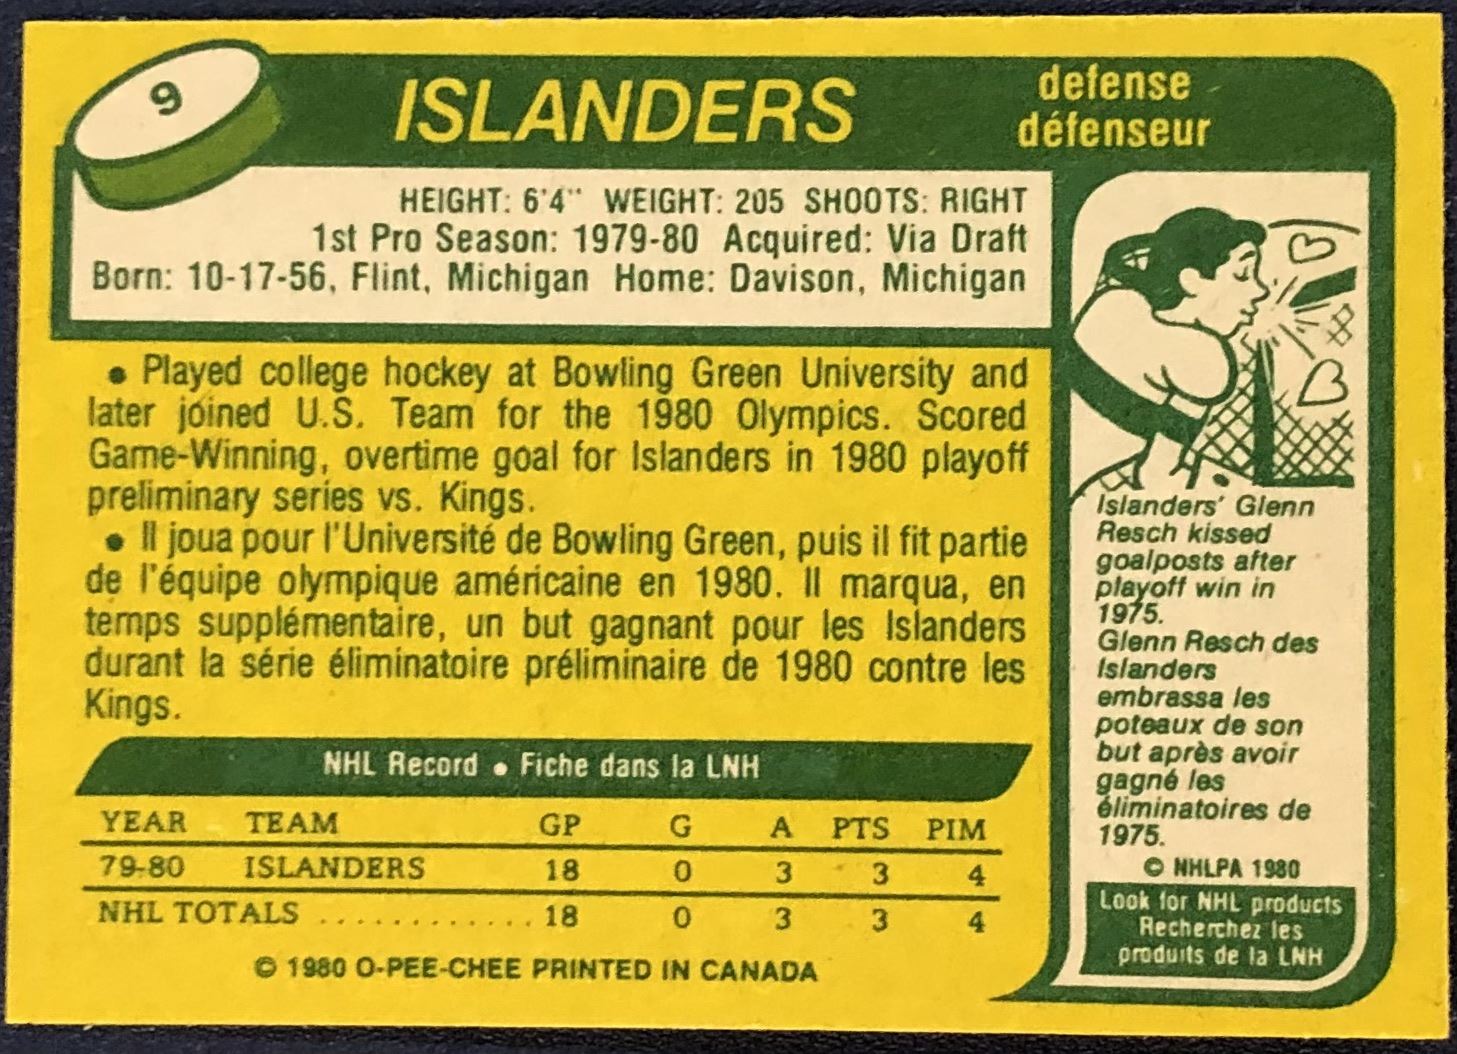 9
ISLANDERS
defense
défenseur
HEIGHT: 6'4" WEIGHT: 205 SHOOTS: RIGHT
1st Pro Season: 1979-80 Acquired: Via Draft
Born: 10-17-56, Flint, Michigan Home: Davison, Michigan
• Played college hockey at Bowling Green University and
later joined U.S. Team for the 1980 Olympics. Scored
Game-Winning, overtime goal for Islanders in 1980 playoff
preliminary series vs. Kings.
• Il joua pour l'Université de Bowling Green, puis il fit partie
de l'équipe olympique américaine en 1980. Il marqua, en
temps supplémentaire, un but gagnant pour les Islanders
durant la série éliminatoire préliminaire de 1980 contre les
Kings.
NHL Record • Fiche dans la LNH
YEAR TEAM GP G A PTS PIM
79-80 ISLANDERS 18 0 3 3 4
NHL TOTALS ............. 18 0 3 3 4
© 1980 O-PEE-CHEE PRINTED IN CANADA
Islanders' Glenn
Resch kissed
goalposts after
playoff win in
1975.
Glenn Resch des
Islanders
embrassa les
poteaux de son
but après avoir
gagné les
éliminatoires de
1975.
© NHLPA 1980
Look for NHL products
Recherchez les
produits de la LNH